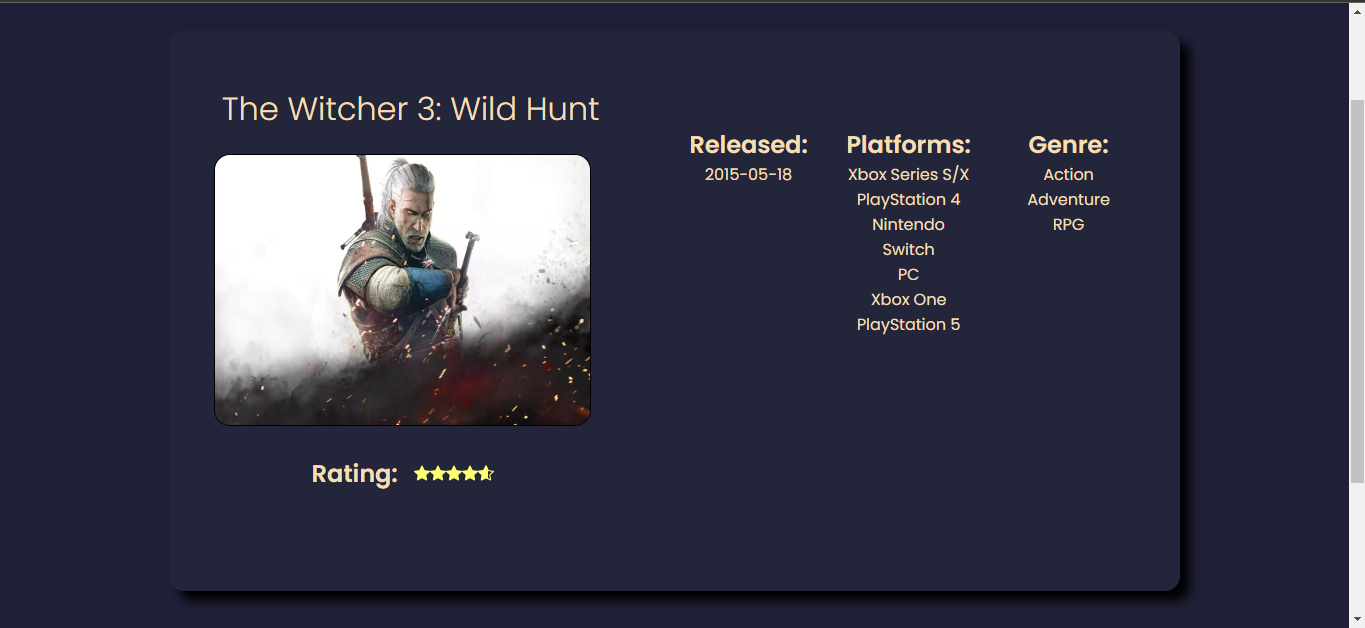 The Witcher 3: Wild Hunt
Rating:
Released:
2015-05-18
Platforms:
Xbox Series S/X
PlayStation 4
Nintendo
Switch
PC
Xbox One
PlayStation 5
Genre:
Action
Adventure
RPG